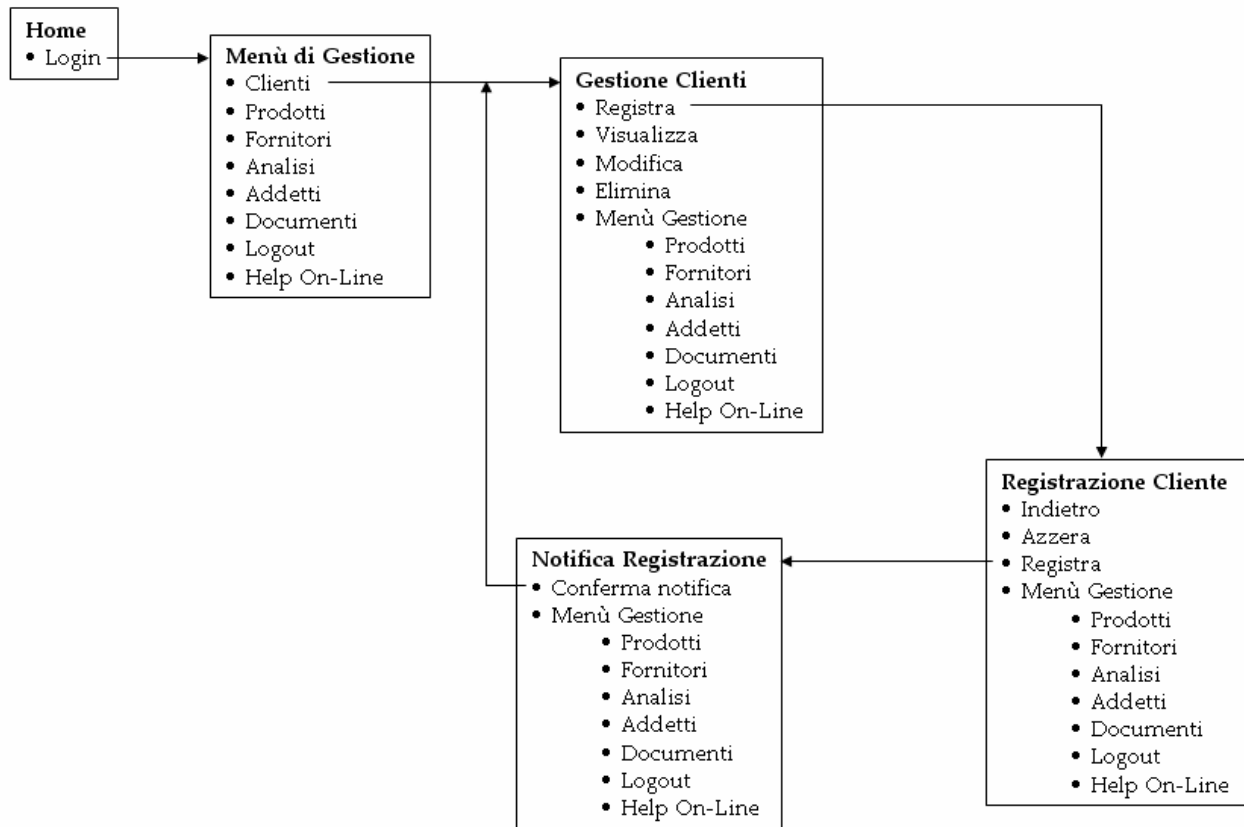 Home
• Login
Menù di Gestione
• Clienti
• Prodotti
• Fornitori
• Analisi
• Addetti
• Documenti
• Logout
• Help On-Line
Gestione Clienti
• Registra
• Visualizza
• Modifica
• Elimina
• Menù Gestione
• Prodotti
• Fornitori
• Analisi
• Addetti
• Documenti
• Logout
• Help On-Line
Registrazione Cliente
• Indietro
• Azzera
• Registra
• Menù Gestione
• Prodotti
• Fornitori
• Analisi
• Addetti
• Documenti
• Logout
• Help On-Line
Notifica Registrazione
• Conferma notifica
• Menù Gestione
• Prodotti
• Fornitori
• Analisi
• Addetti
• Documenti
• Logout
• Help On-Line